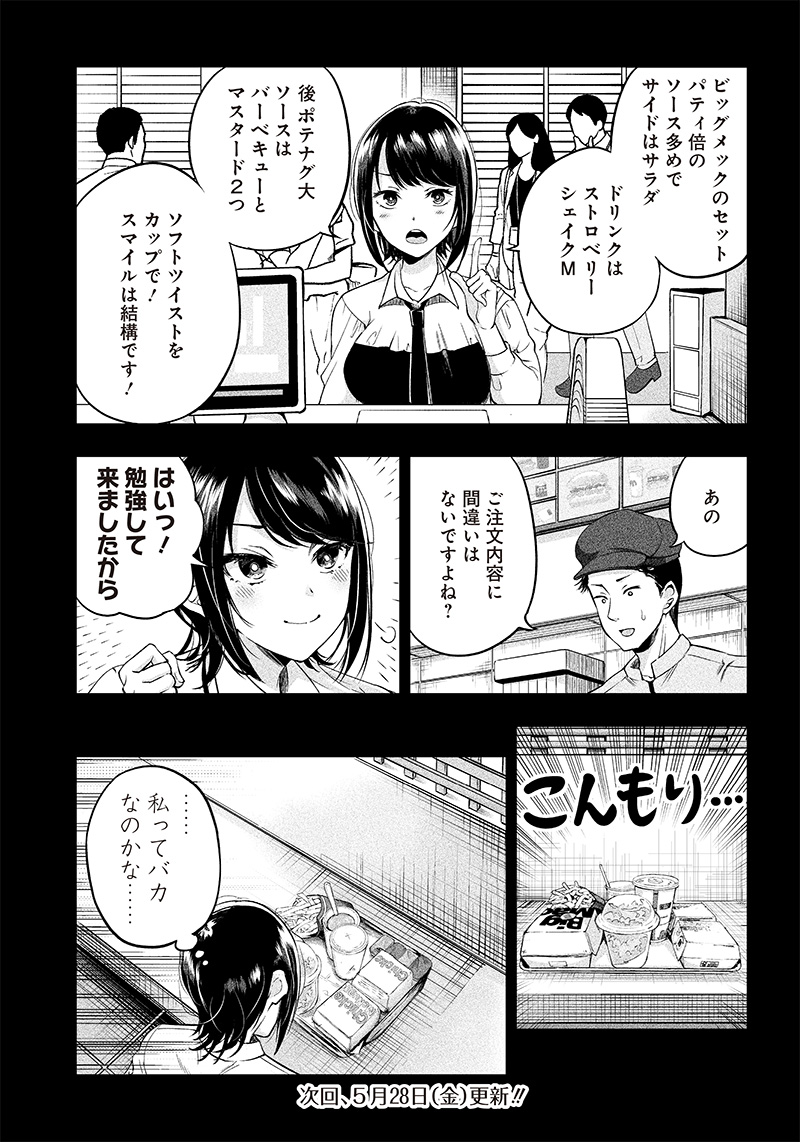 ビッグメックのセット
パティ倍の
ソース多めで
サイドはサラダ
ドリンクは
ストロベリー
シェイクM
後 ポテナグ大
ソースは
バーベキューと
マスタード2つ
ソフトツイストを
カップで!
スマイルは結構です!
あの
ご注文内容に
間違いは
ないですよね?
はいっ!
勉強して
来ましたから
こんもり…
Big
……
私ってバカ
なのかな……
次回、5月28日(金)更新!!